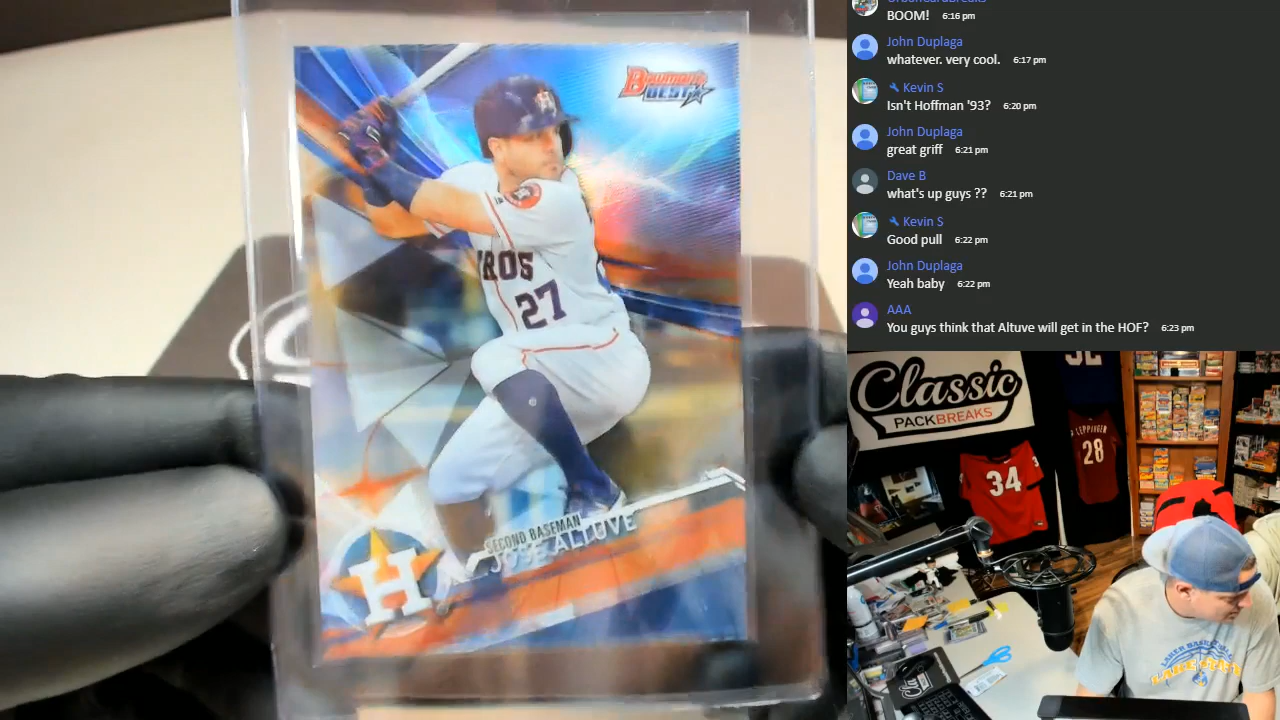 Bowman's
BEST
ROS
27
SECOND BASEMAN
JOSE ALTUVE
H
BOOM! 6:16 pm
John Duplaga
whatever. very cool. 6:17 pm
Kevin S
Isn't Hoffman '93? 6:20 pm
John Duplaga
great griff 6:21 pm
Dave B
what's up guys ?? 6:21 pm
Kevin S
Good pull 6:22 pm
John Duplaga
Yeah baby 6:22 pm
AAA
You guys think that Altuve will get in the HOF? 6:23 pm
Classic
PACKBREAKS
34
LEPPINGER
28